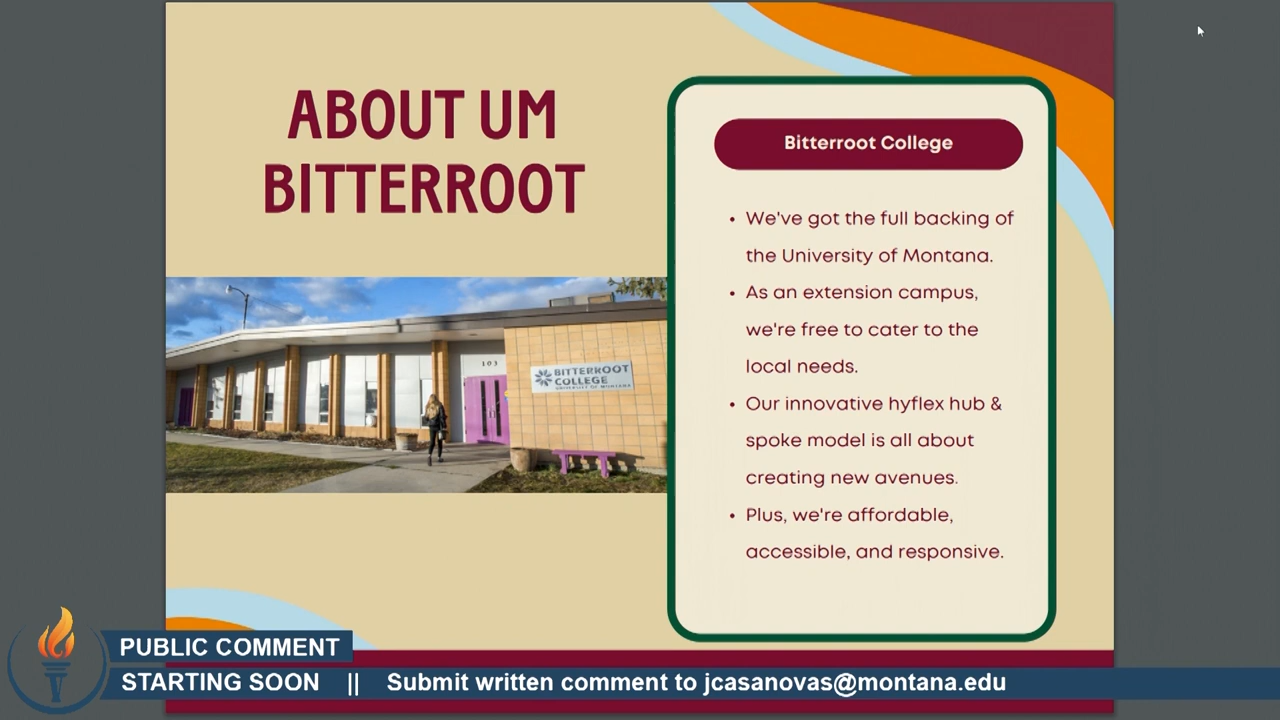 ABOUT UM
BITTERROOT
103
BITTERROOT
COLLEGE
UNIVERSITY OF MONTANA
Bitterroot College
• We've got the full backing of
the University of Montana.
• As an extension campus,
we're free to cater to the
local needs.
• Our innovative hyflex hub &
spoke model is all about
creating new avenues.
• Plus, we're affordable,
accessible, and responsive.
PUBLIC COMMENT
STARTING SOON || Submit written comment to jcasanovas@montana.edu